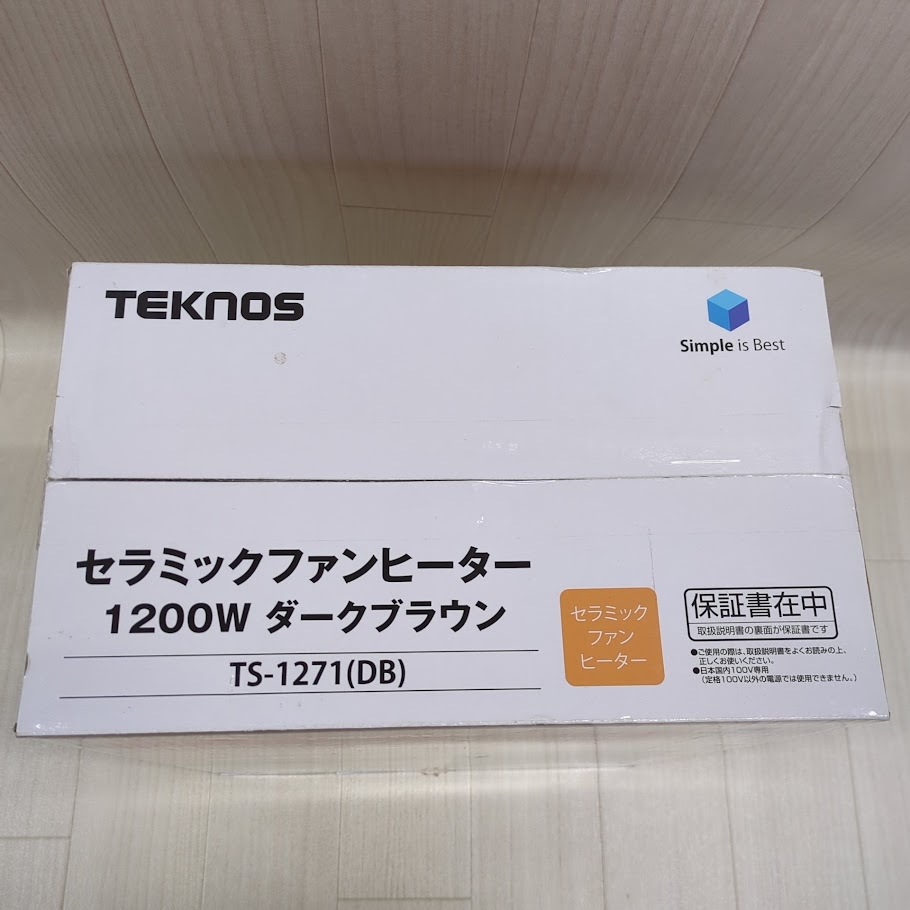 TEKNOS
Simple is Best
セラミックファンヒーター
1200W ダークブラウン
TS-1271(DB)
セラミック
ファン
ヒーター
保証書在中
取扱説明書の裏面が保証書です
●ご使用の際は、取扱説明書をよくお読みの上、
正しくお使いください。
●日本国内100V専用
(定格100V以外の電源では使用できません。)